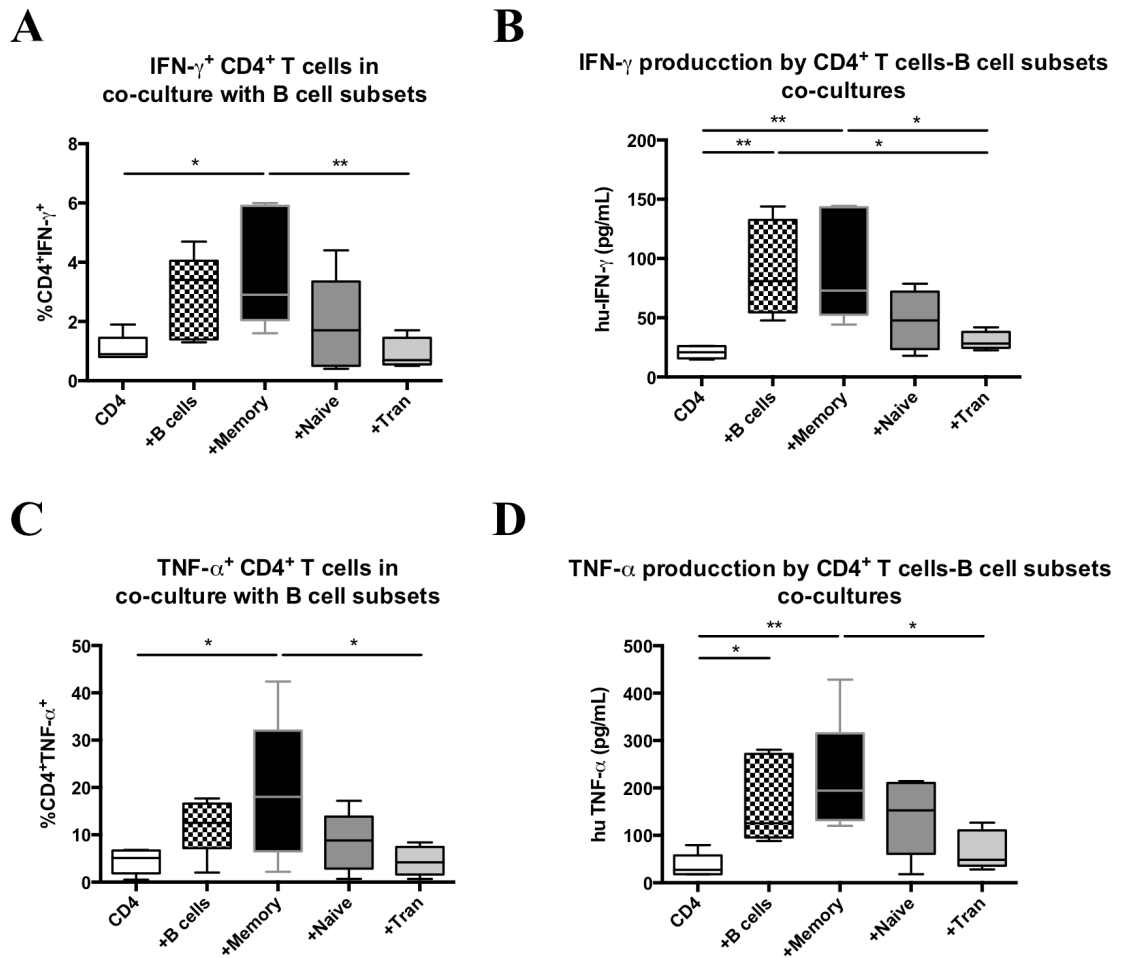 A
IFN-γ+ CD4+ T cells in
co-culture with B cell subsets
%CD4+IFN-γ+
8
6
4
2
0
*
**
CD4
+B cells
+Memory
+Naive
+Tran
B
IFN-γ producction by CD4+ T cells-B cell subsets
co-cultures
hu-IFN-γ (pg/mL)
200
150
100
50
0
**
*
**
*
CD4
+B cells
+Memory
+Naive
+Tran
C
TNF-α+ CD4+ T cells in
co-culture with B cell subsets
%CD4+TNF-α+
50
40
30
20
10
0
*
*
CD4
+B cells
+Memory
+Naive
+Tran
D
TNF-α producction by CD4+ T cells-B cell subsets
co-cultures
hu TNF-α (pg/mL)
500
400
300
200
100
0
**
*
*
CD4
+B cells
+Memory
+Naive
+Tran